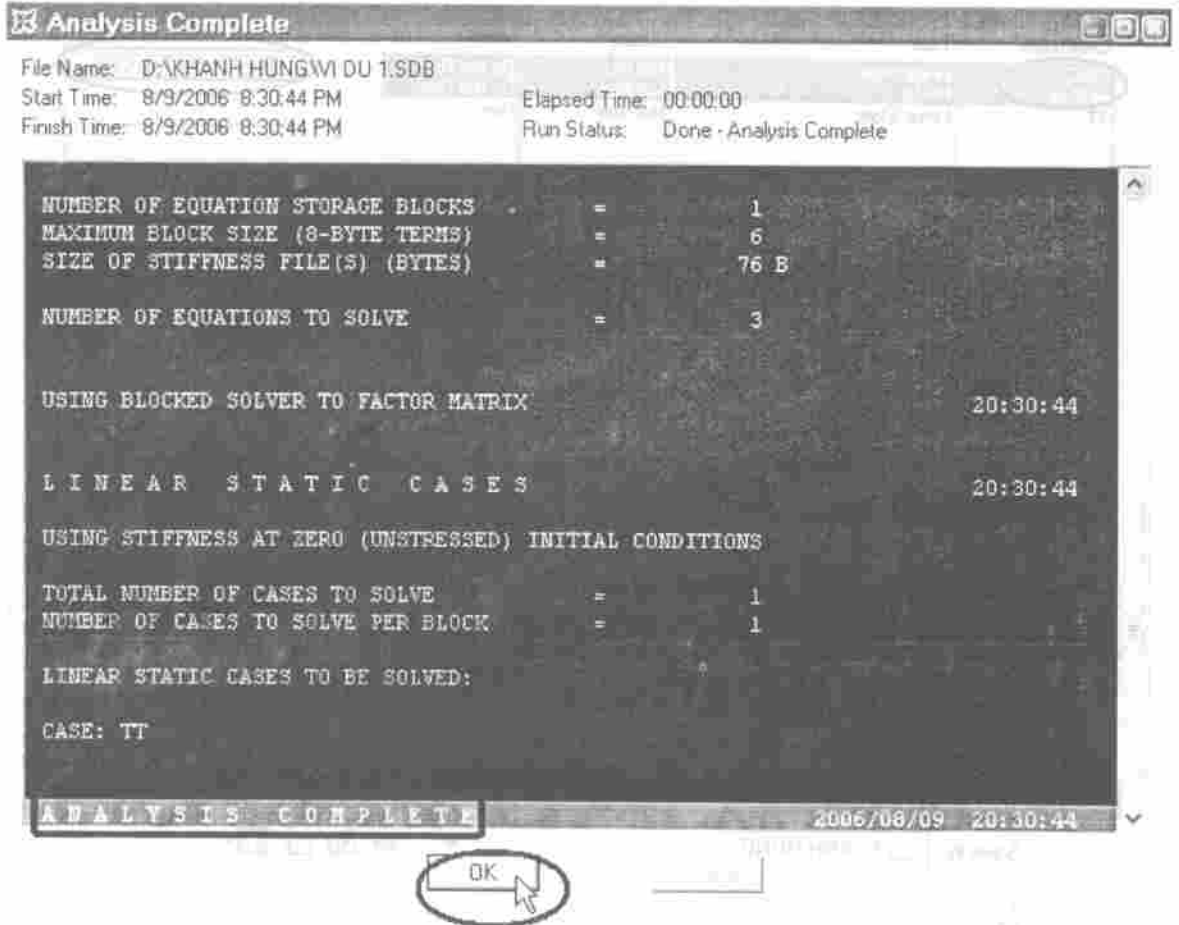 Analysis Complete
File Name: D:\KHANH HUNG\VI DU 1.SDB
Start Time: 8/9/2006 8:30:44 PM
Elapsed Time: 00:00:00
Finish Time: 8/9/2006 8:30:44 PM
Run Status: Done - Analysis Complete
NUMBER OF EQUATION STORAGE BLOCKS = 1
MAXIMUM BLOCK SIZE (8-BYTE TERMS) = 6
SIZE OF STIFFNESS FILE(S) (BYTES) = 76 B
NUMBER OF EQUATIONS TO SOLVE = 3
USING BLOCKED SOLVER TO FACTOR MATRIX 20:30:44
L I N E A R S T A T I C C A S E S 20:30:44
USING STIFFNESS AT ZERO (UNSTRESSED) INITIAL CONDITIONS
TOTAL NUMBER OF CASES TO SOLVE = 1
NUMBER OF CASES TO SOLVE PER BLOCK = 1
LINEAR STATIC CASES TO BE SOLVED:
CASE: TT
A N A L Y S I S C O M P L E T E 2006/08/09 20:30:44
OK